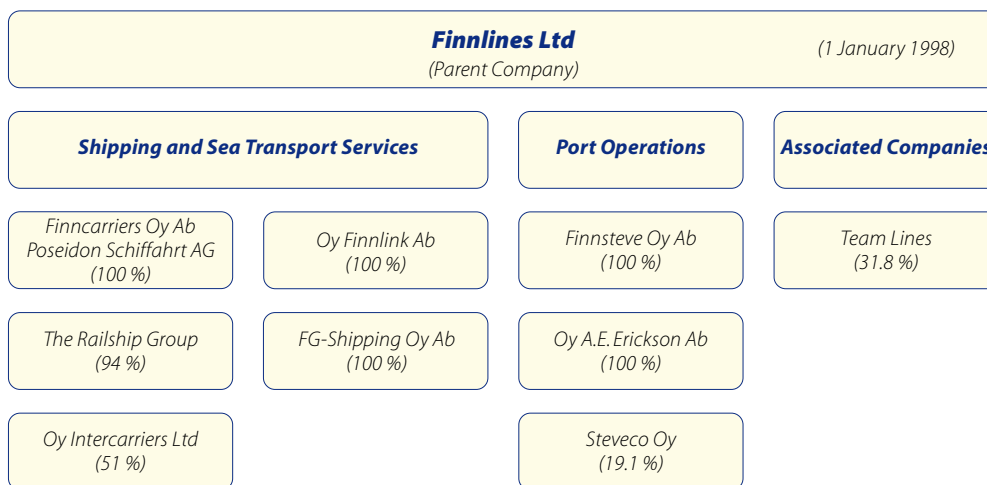 Finnlines Ltd
(Parent Company)
(1 January 1998)
Shipping and Sea Transport Services
Port Operations
Associated Companies
Finncarriers Oy Ab
Poseidon Schiffahrt AG
(100 %)
Oy Finnlink Ab
(100 %)
Finnsteve Oy Ab
(100 %)
Team Lines
(31.8 %)
The Railship Group
(94 %)
FG-Shipping Oy Ab
(100 %)
Oy A.E. Erickson Ab
(100 %)
Oy Intercarriers Ltd
(51 %)
Steveco Oy
(19.1 %)